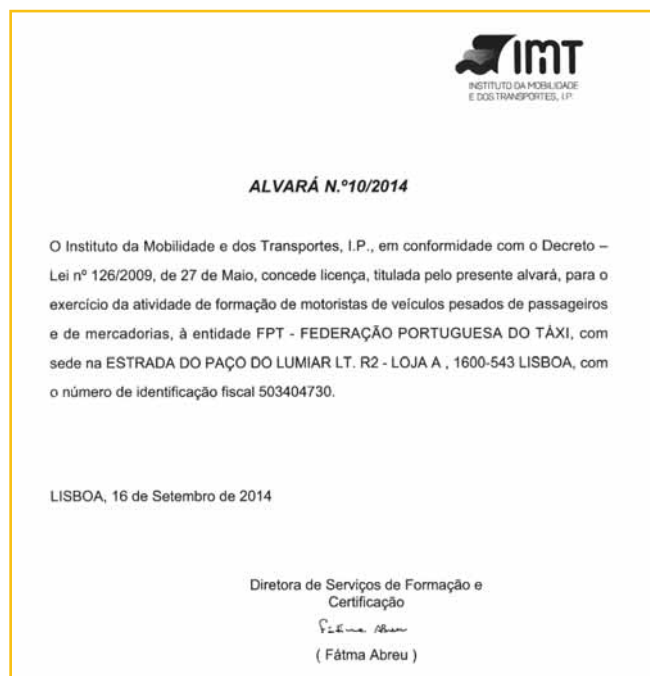 IMT
INSTITUTO DA MOBILIDADE
E DOS TRANSPORTES, I.P.
ALVARÁ N.º10/2014
O Instituto da Mobilidade e dos Transportes, I.P., em conformidade com o Decreto –
Lei nº 126/2009, de 27 de Maio, concede licença, titulada pelo presente alvará, para o
exercício da atividade de formação de motoristas de veículos pesados de passageiros
e de mercadorias, à entidade FPT - FEDERAÇÃO PORTUGUESA DO TÁXI, com
sede na ESTRADA DO PAÇO DO LUMIAR LT. R2 - LOJA A , 1600-543 LISBOA, com
o número de identificação fiscal 503404730.
LISBOA, 16 de Setembro de 2014
Diretora de Serviços de Formação e
Certificação
Fátima Abreu
( Fátma Abreu )